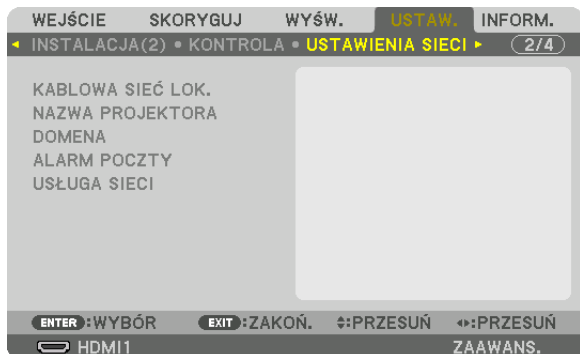 WEJŚCIE SKORYGUJ WYŚW. USTAW. INFORM.
◂ INSTALACJA(2) • KONTROLA • USTAWIENIA SIECI ▸ 2/4
KABLOWA SIEĆ LOK.
NAZWA PROJEKTORA
DOMENA
ALARM POCZTY
USŁUGA SIECI
ENTER :WYBÓR EXIT :ZAKOŃ. ♦:PRZESUŃ ◂▸:PRZESUŃ
HDMI1 ZAAWANS.